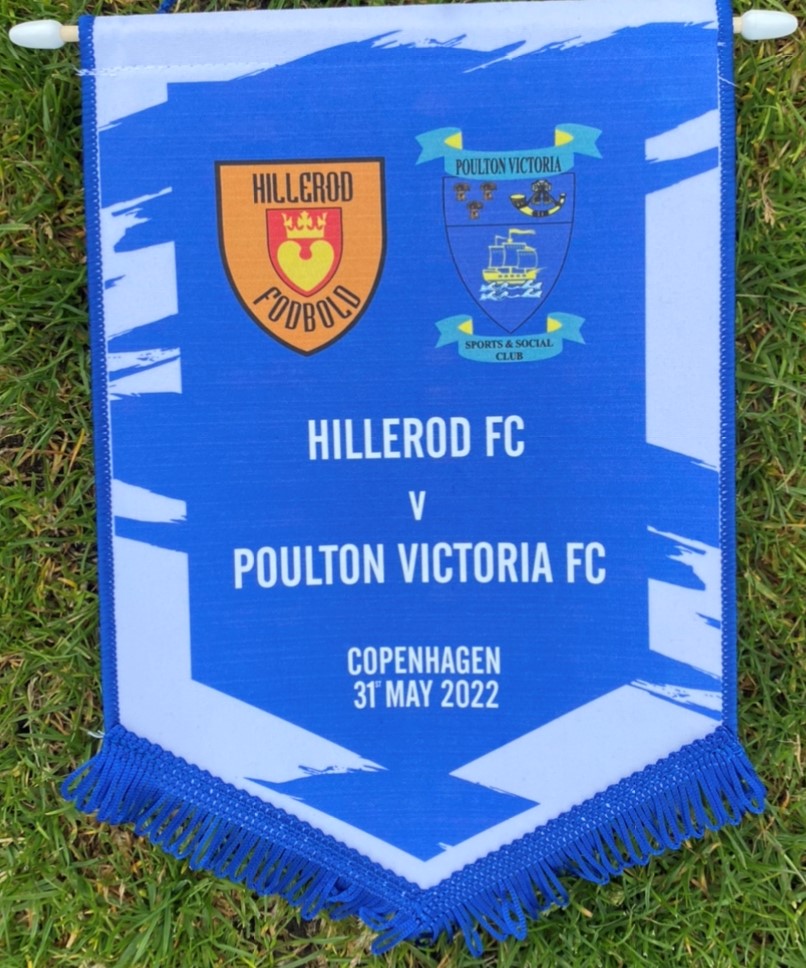 HILLEROD
FODBOLD
POULTON VICTORIA
SPORTS & SOCIAL
CLUB
HILLEROD FC
V
POULTON VICTORIA FC
COPENHAGEN
31ST MAY 2022